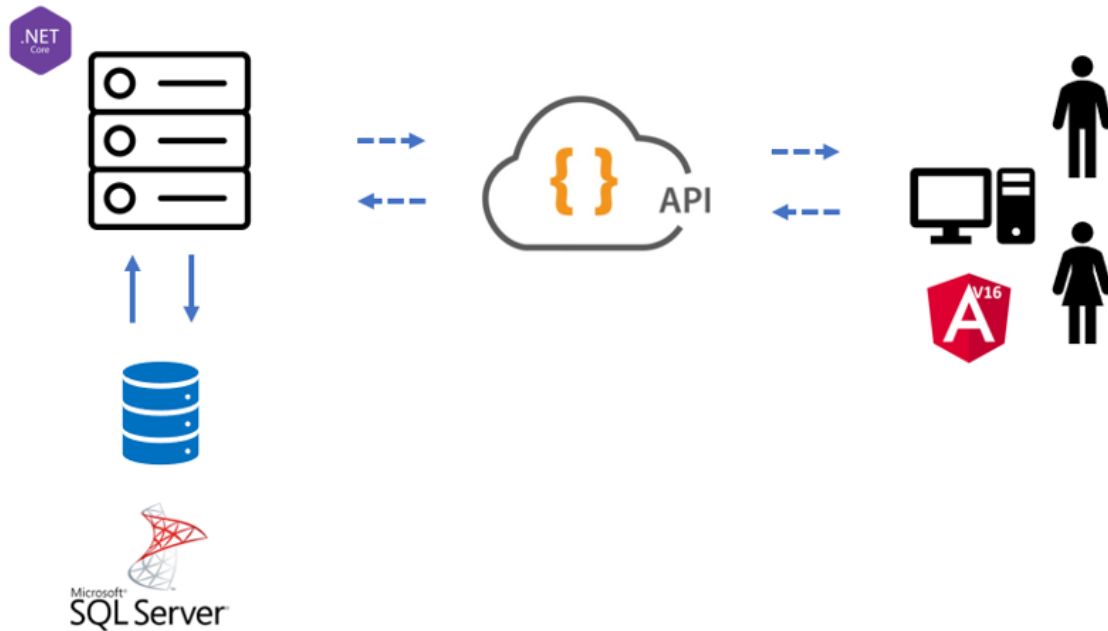 .NET
Core
{ } API
V16
A
Microsoft®
SQL Server